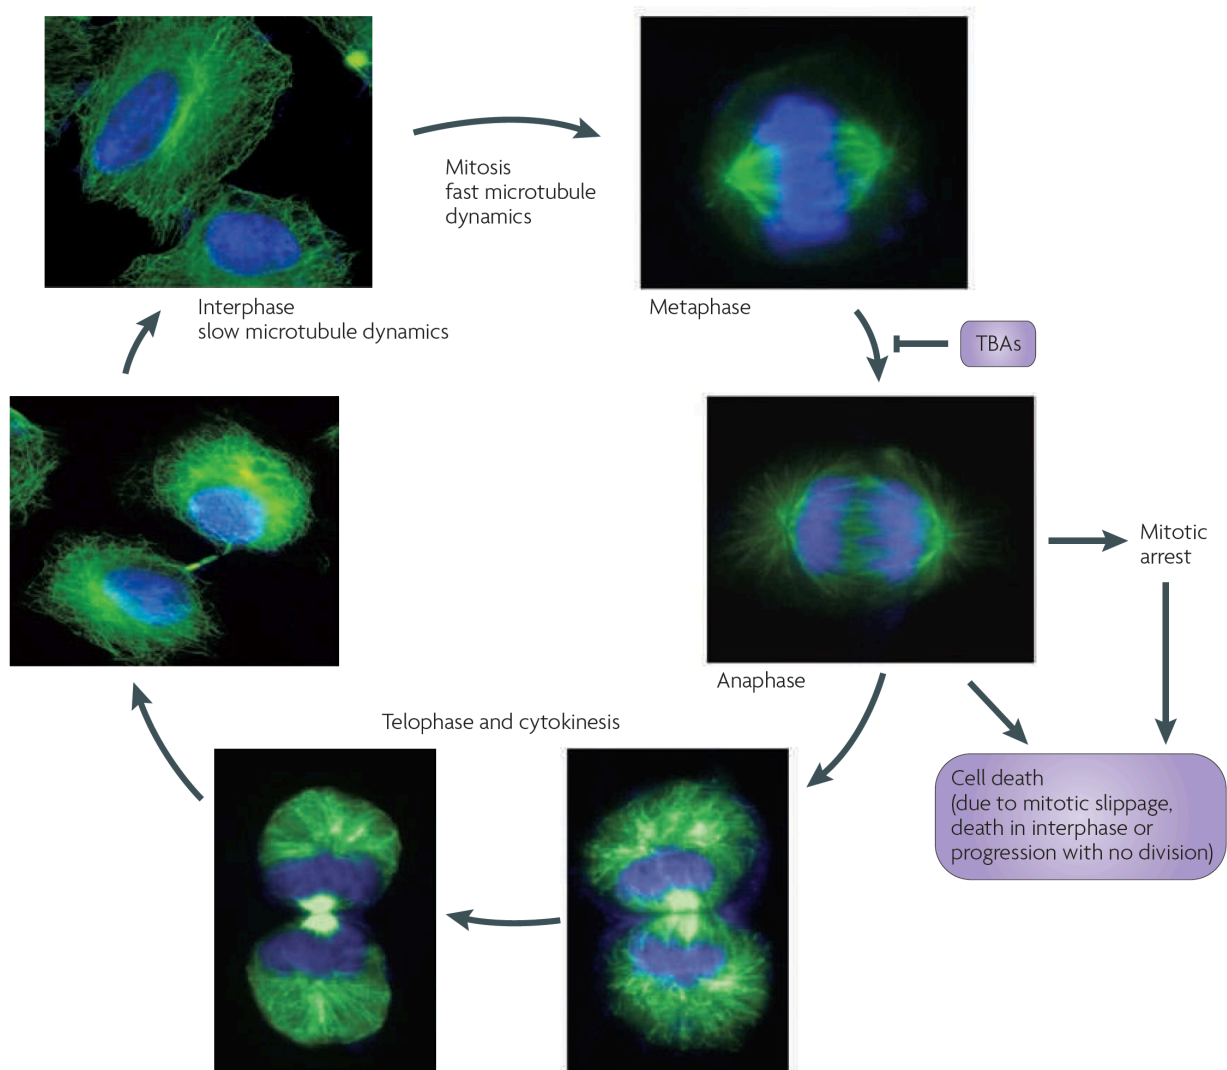 Mitosis
fast microtubule
dynamics
Interphase
slow microtubule dynamics
Metaphase
TBAs
Mitotic
arrest
Anaphase
Telophase and cytokinesis
Cell death
(due to mitotic slippage,
death in interphase or
progression with no division)